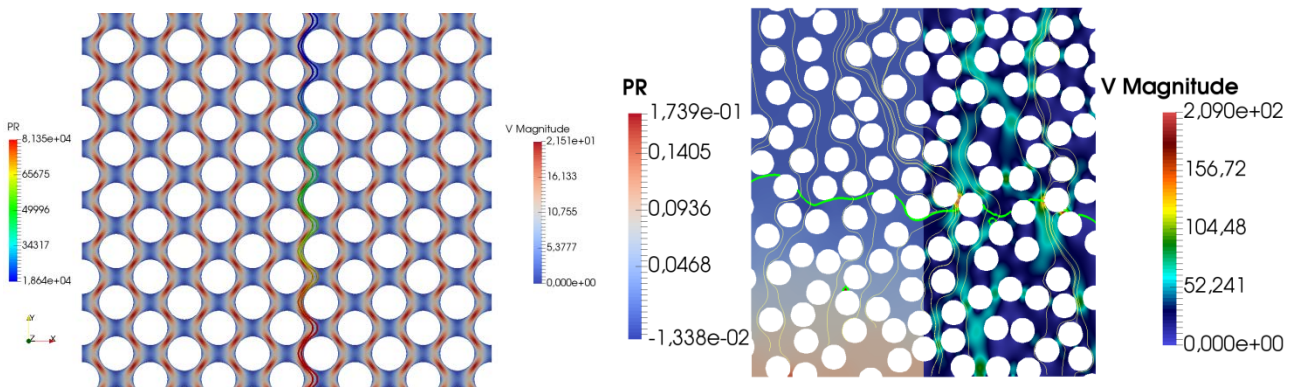 PR
8,135e+04
65675
49996
34317
1,864e+04
Y
Z X
V Magnitude
2,151e+01
16,133
10,755
5,3777
0,000e+00
PR
1,739e-01
0,1405
0,0936
0,0468
-1,338e-02
V Magnitude
2,090e+02
156,72
104,48
52,241
0,000e+00